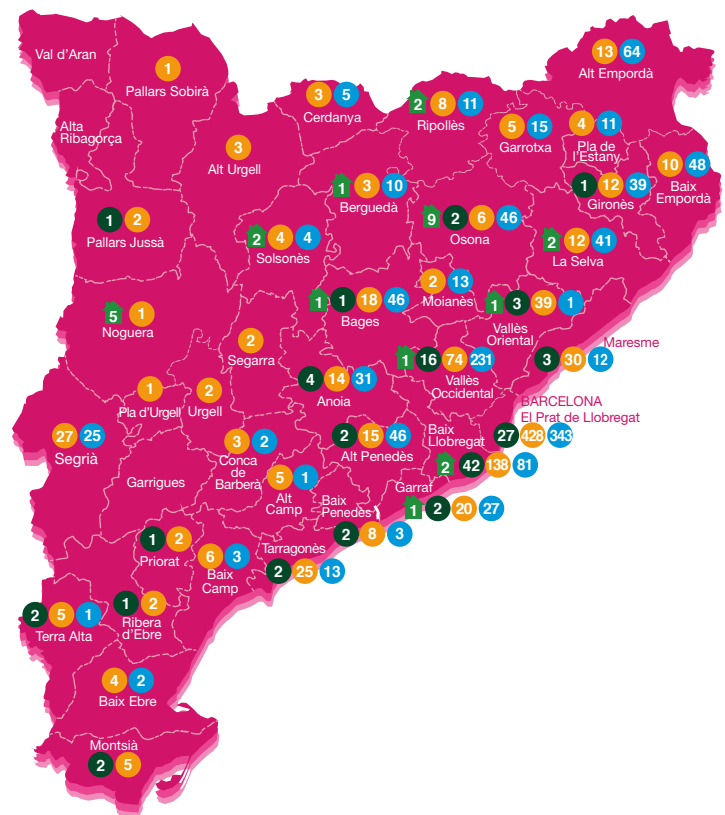 Val d'Aran
1
Pallars Sobirà
13 64
Alt Empordà
3 5
Cerdanya
2 8 11
Ripollès
Alta
Ribagorça
5 15
Garrotxa
4 11
Pla de
l'Estany
3
Alt Urgell
10 48
Baix
Empordà
1 3 10
Berguedà
1 12 39
Gironès
1 2
Pallars Jussà
2 4 4
Solsonès
9 2 6 46
Osona
2 12 41
La Selva
5 1
Noguera
1 1 18 46
Bages
2 13
Moianès
1 3 39 1
Vallès
Oriental
2
Segarra
1 16 74 231
Vallès
Occidental
Maresme
3 30 12
1
Pla d'Urgell
2
Urgell
4 14 31
Anoia
BARCELONA
El Prat de Llobregat
27 428 343
27 25
Segrià
3 2
Conca
de
Barberà
2 15 46
Alt Penedès
Baix
Llobregat
2 42 138 81
Garrigues
5 1
Alt
Camp
Baix
Penedès
2 8 3
Garraf
1 2 20 27
1 2
Priorat
6 3
Baix
Camp
Tarragonès
2 25 13
2 5 1
Terra Alta
1 2
Ribera
d'Ebre
4 2
Baix Ebre
Montsià
2 5